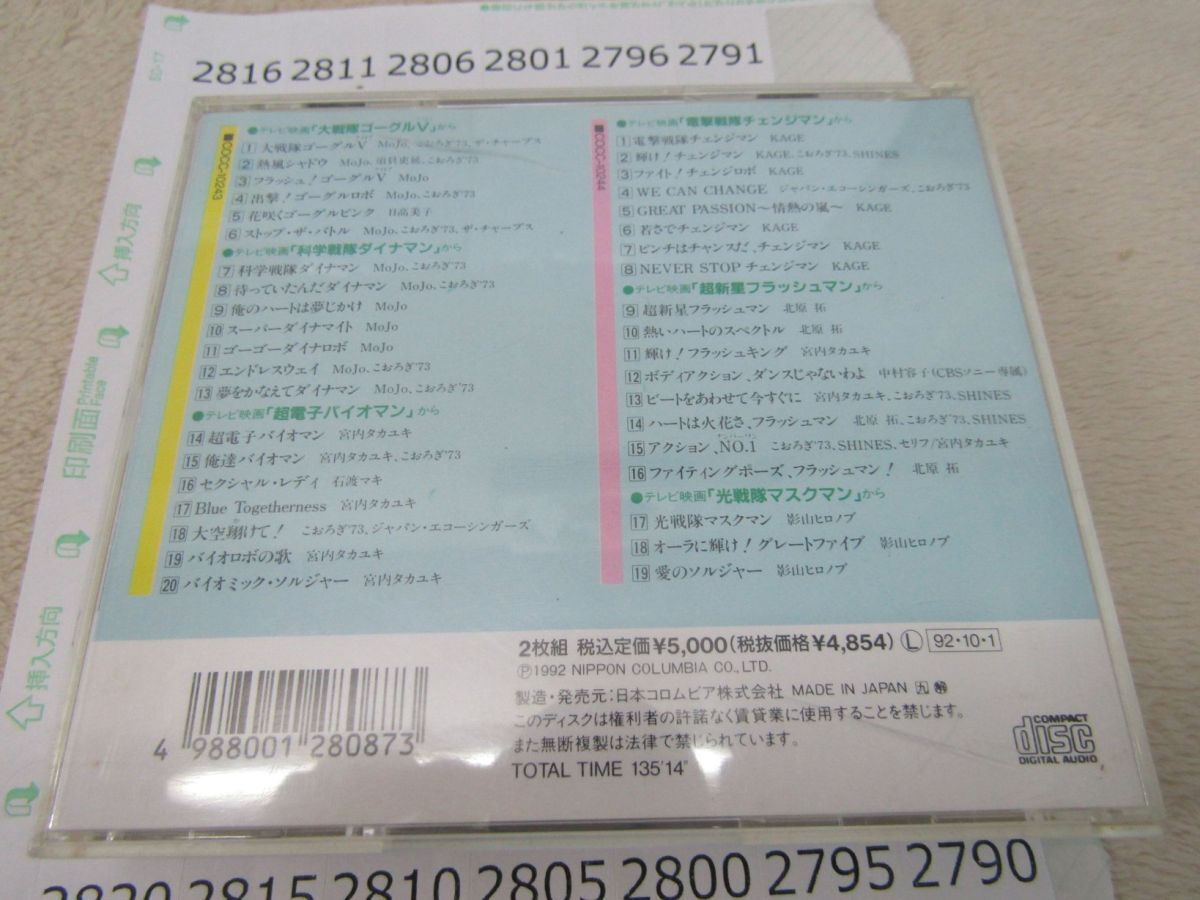 2816 2811 2806 2801 2796 2791
SD-17
挿入方向
印刷面 Printable Face
挿入方向
■COCC-10243
●テレビ映画「大戦隊ゴーグルV」から
1 大戦隊ゴーグルV MoJo、こおろぎ'73、ザ・チャープス
2 熱風シャドウ MoJo、こおろぎ'73
3 フラッシュ!ゴーグルV MoJo
4 出撃!ゴーグルロボ MoJo、こおろぎ'73
5 花咲くゴーグルピンク 日高美子
6 ストップ・ザ・バトル MoJo、こおろぎ'73、ザ・チャープス
●テレビ映画「科学戦隊ダイナマン」から
7 科学戦隊ダイナマン MoJo、こおろぎ'73
8 待っていたんだダイナマン MoJo、こおろぎ'73
9 俺のハートは夢じかけ MoJo
10 スーパーダイナマイト MoJo
11 ゴーゴーダイナロボ MoJo
12 エンドレスウェイ MoJo、こおろぎ'73
13 夢をかなえてダイナマン MoJo、こおろぎ'73
●テレビ映画「超電子バイオマン」から
14 超電子バイオマン 宮内タカユキ
15 俺達バイオマン 宮内タカユキ、こおろぎ'73
16 セクシャル・レディ 石渡マキ
17 Blue Togetherness 宮内タカユキ
18 大空翔けて! こおろぎ'73、ジャパン・エコーシンガーズ
19 バイオロボの歌 宮内タカユキ
20 バイオミック・ソルジャー 宮内タカユキ
■COCC-10244
●テレビ映画「電撃戦隊チェンジマン」から
1 電撃戦隊チェンジマン KAGE
2 輝け!チェンジマン KAGE、こおろぎ'73、SHINES
3 ファイト!チェンジロボ KAGE
4 WE CAN CHANGE ジャパン・エコーシンガーズ、こおろぎ'73
5 GREAT PASSION〜情熱の嵐〜 KAGE
6 若さでチェンジマン KAGE
7 ピンチはチャンスだ、チェンジマン KAGE
8 NEVER STOP チェンジマン KAGE
●テレビ映画「超新星フラッシュマン」から
9 超新星フラッシュマン 北原 拓
10 熱いハートのスペクトル 北原 拓
11 輝け!フラッシュキング 宮内タカユキ
12 ボディアクション、ダンスじゃないわよ 中村容子(CBSソニー専属)
13 ビートをあわせて今すぐに 宮内タカユキ、こおろぎ'73、SHINES
14 ハートは火花さ、フラッシュマン 北原 拓、こおろぎ'73、SHINES
15 アクション、NO.1 こおろぎ'73、SHINES、セリフ/宮内タカユキ
16 ファイティングポーズ、フラッシュマン! 北原 拓
●テレビ映画「光戦隊マスクマン」から
17 光戦隊マスクマン 影山ヒロノブ
18 オーラに輝け!グレートファイブ 影山ヒロノブ
19 愛のソルジャー 影山ヒロノブ
2枚組 税込定価¥5,000(税抜価格¥4,854) Ⓛ 92・10・1
Ⓟ1992 NIPPON COLUMBIA CO., LTD.
製造・発売元:日本コロムビア株式会社 MADE IN JAPAN
このディスクは権利者の許諾なく賃貸業に使用することを禁じます。
また無断複製は法律で禁じられています。
TOTAL TIME 135'14"
4 988001 280873
COMPACT disc DIGITAL AUDIO
2820 2815 2810 2805 2800 2795 2790